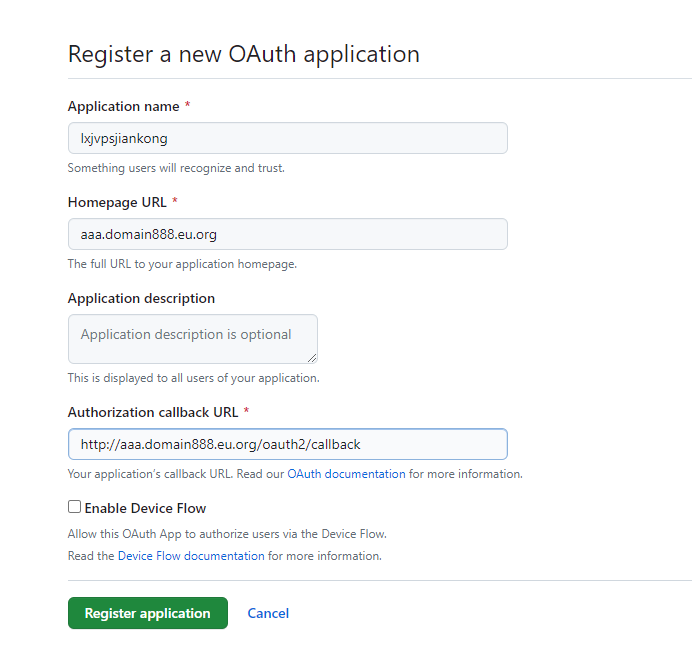 Register a new OAuth application
Application name *
lxjvpsjiankong
Something users will recognize and trust.
Homepage URL *
aaa.domain888.eu.org
The full URL to your application homepage.
Application description
Application description is optional
This is displayed to all users of your application.
Authorization callback URL *
http://aaa.domain888.eu.org/oauth2/callback
Your application's callback URL. Read our OAuth documentation for more information.
Enable Device Flow
Allow this OAuth App to authorize users via the Device Flow.
Read the Device Flow documentation for more information.
Register application Cancel